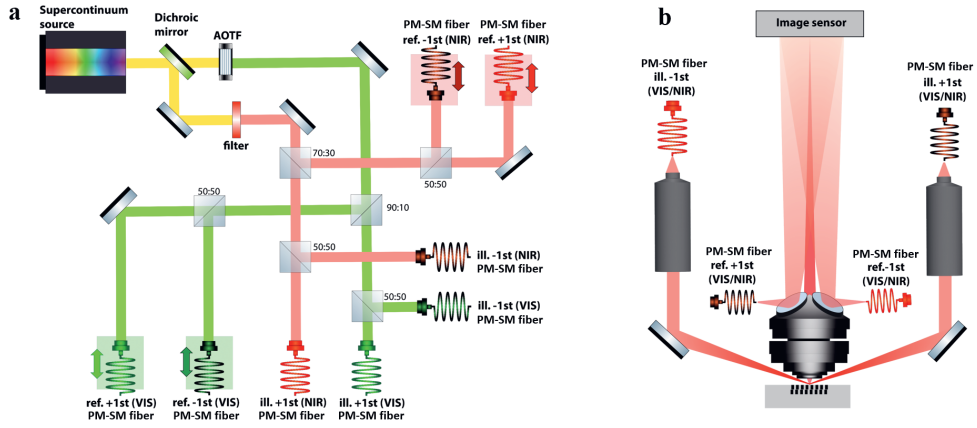 a
Supercontinuum
source
Dichroic
mirror
AOTF
filter
PM-SM fiber
ref. -1st (NIR)
PM-SM fiber
ref. +1st (NIR)
70:30
50:50
50:50
90:10
50:50
ill. -1st (NIR)
PM-SM fiber
50:50
ill. -1st (VIS)
PM-SM fiber
ref. +1st (VIS)
PM-SM fiber
ref. -1st (VIS)
PM-SM fiber
ill. +1st (NIR)
PM-SM fiber
ill. +1st (VIS)
PM-SM fiber
b
Image sensor
PM-SM fiber
ill. -1st
(VIS/NIR)
PM-SM fiber
ill. +1st
(VIS/NIR)
PM-SM fiber
ref. +1st
(VIS/NIR)
PM-SM fiber
ref.-1st
(VIS/NIR)